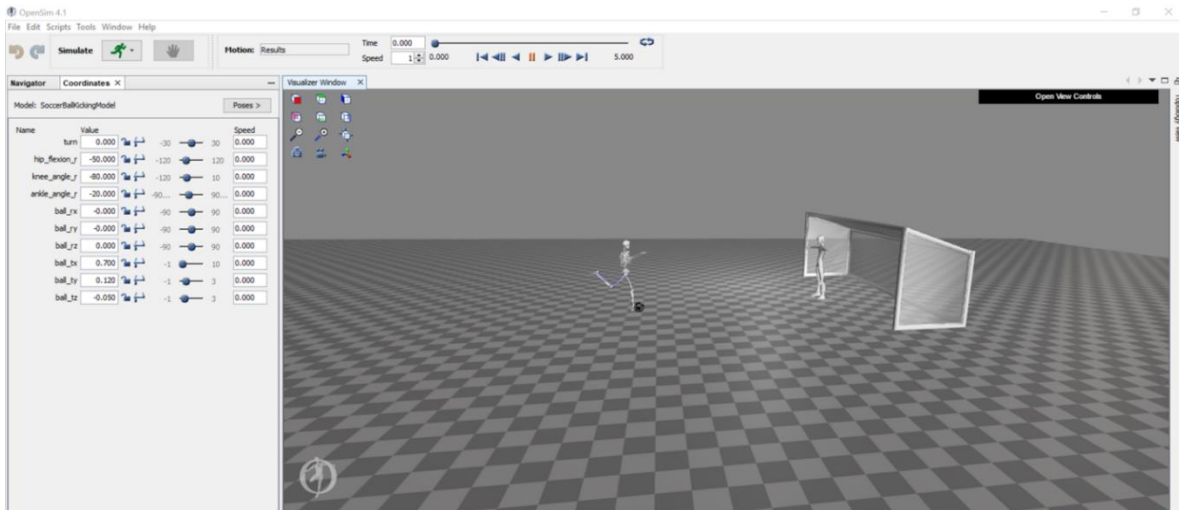 OpenSim 4.1
File Edit Scripts Tools Window Help
Simulate
Motion: Results
Time 0.000
Speed 1 0.000 5.000
Navigator Coordinates ×
Visualizer Window ×
Model: SoccerBallKickingModel Poses >
Open View Controls
Name Value Speed
turn 0.000 -30 30 0.000
hip_flexion_r -50.000 -120 120 0.000
knee_angle_r -80.000 -120 10 0.000
ankle_angle_r -20.000 -90... 90... 0.000
ball_rx -0.000 -90 90 0.000
ball_ry -0.000 -90 90 0.000
ball_rz 0.000 -90 90 0.000
ball_tx 0.700 -1 10 0.000
ball_ty 0.120 -1 3 0.000
ball_tz -0.050 -1 3 0.000